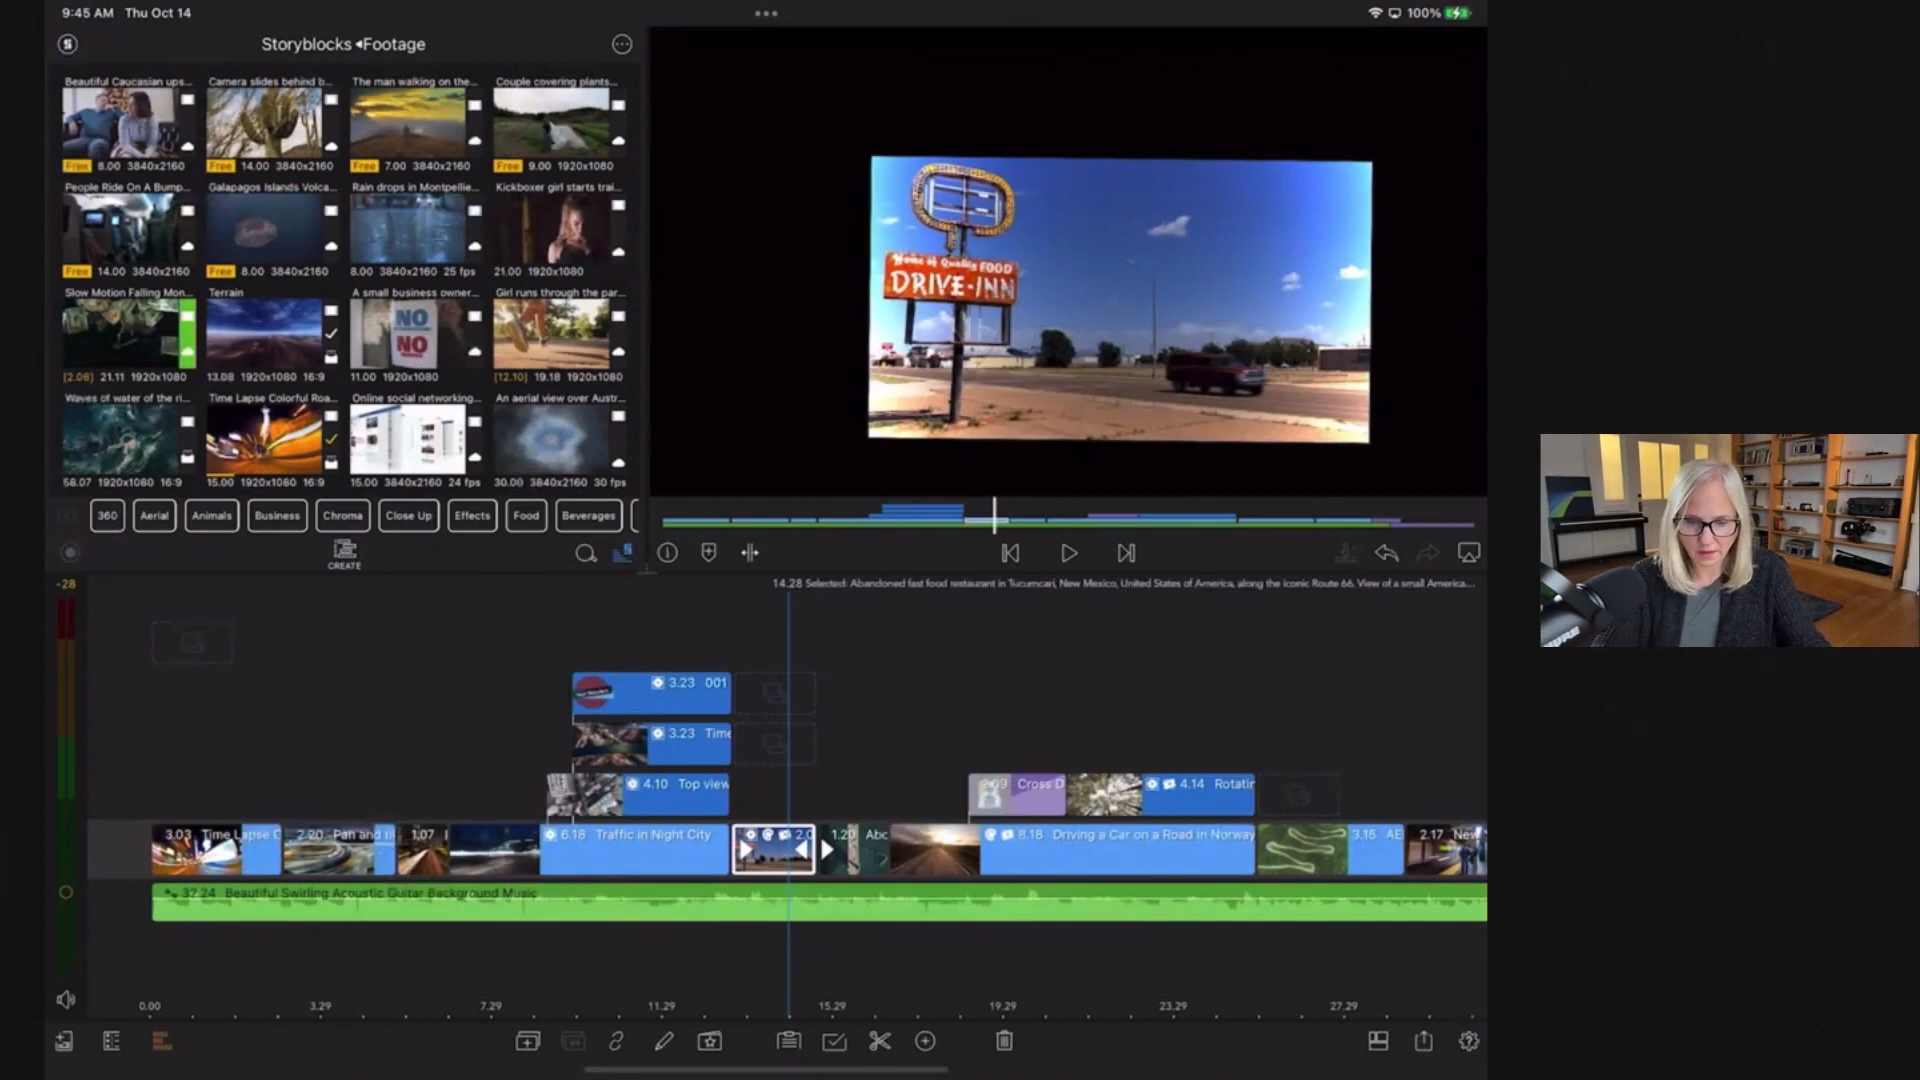 9:45 AM Thu Oct 14
100%
Storyblocks ◂Footage
Beautiful Caucasian ups...
Camera slides behind b...
The man walking on the...
Couple covering plants...
Free 8.00 3840x2160
Free 14.00 3840x2160
Free 7.00 3840x2160
Free 9.00 1920x1080
People Ride On A Bump...
Galapagos Islands Volca...
Rain drops in Montpellie...
Kickboxer girl starts trai...
Free 14.00 3840x2160
Free 8.00 3840x2160
8.00 3840x2160 25 fps
21.00 1920x1080
Slow Motion Falling Mon...
Terrain
A small business owner...
Girl runs through the par...
NO
NO
[2.08] 21.11 1920x1080
13.08 1920x1080 16:9
11.00 1920x1080
[12.10] 19.18 1920x1080
Waves of water of the ri...
Time Lapse Colorful Roa...
Online social networking...
An aerial view over Austr...
58.07 1920x1080 16:9
15.00 1920x1080 16:9
15.00 3840x2160 24 fps
30.00 3840x2160 30 fps
360
Aerial
Animals
Business
Chroma
Close Up
Effects
Food
Beverages
CREATE
Home of Quality FOOD
DRIVE-INN
-28
14.28 Selected: Abandoned fast food restaurant in Tucumcari, New Mexico, United States of America, along the iconic Route 66. View of a small America...
3.23 001
3.23 Time
4.10 Top view
Cross D
4.14 Rotatin
3.03 Time Lapse C
2.20 Pan and ti
1.07
6.18 Traffic in Night City
2.0
1.20 Abc
8.18 Driving a Car on a Road in Norway
3.15 AE
2.17 New
37.24 Beautiful Swirling Acoustic Guitar Background Music
0.00
3.29
7.29
11.29
15.29
19.29
23.29
27.29